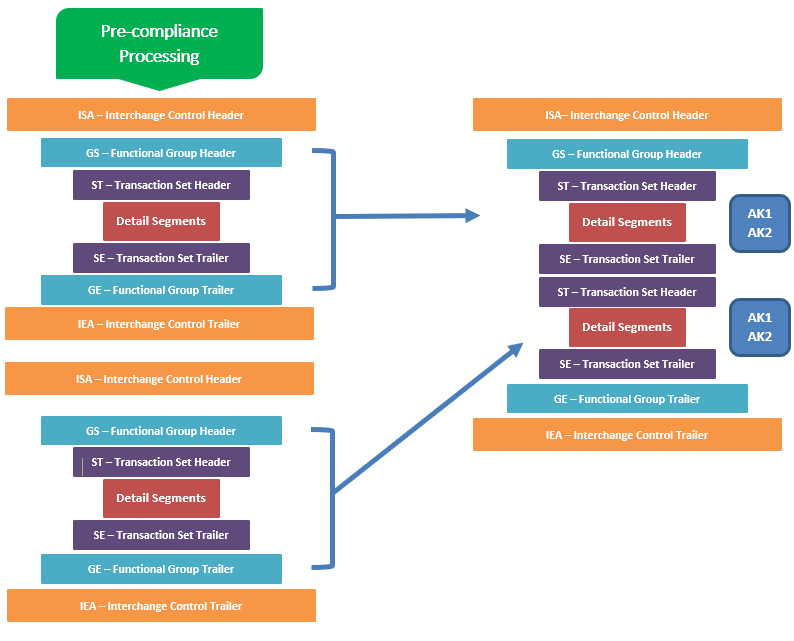 Pre-compliance
Processing
ISA – Interchange Control Header
GS – Functional Group Header
ST – Transaction Set Header
Detail Segments
SE – Transaction Set Trailer
GE – Functional Group Trailer
IEA – Interchange Control Trailer
ISA – Interchange Control Header
GS – Functional Group Header
ST – Transaction Set Header
Detail Segments
SE – Transaction Set Trailer
GE – Functional Group Trailer
IEA – Interchange Control Trailer
ISA– Interchange Control Header
GS – Functional Group Header
ST – Transaction Set Header
Detail Segments
SE – Transaction Set Trailer
AK1
AK2
ST – Transaction Set Header
Detail Segments
SE – Transaction Set Trailer
AK1
AK2
GE – Functional Group Trailer
IEA – Interchange Control Trailer